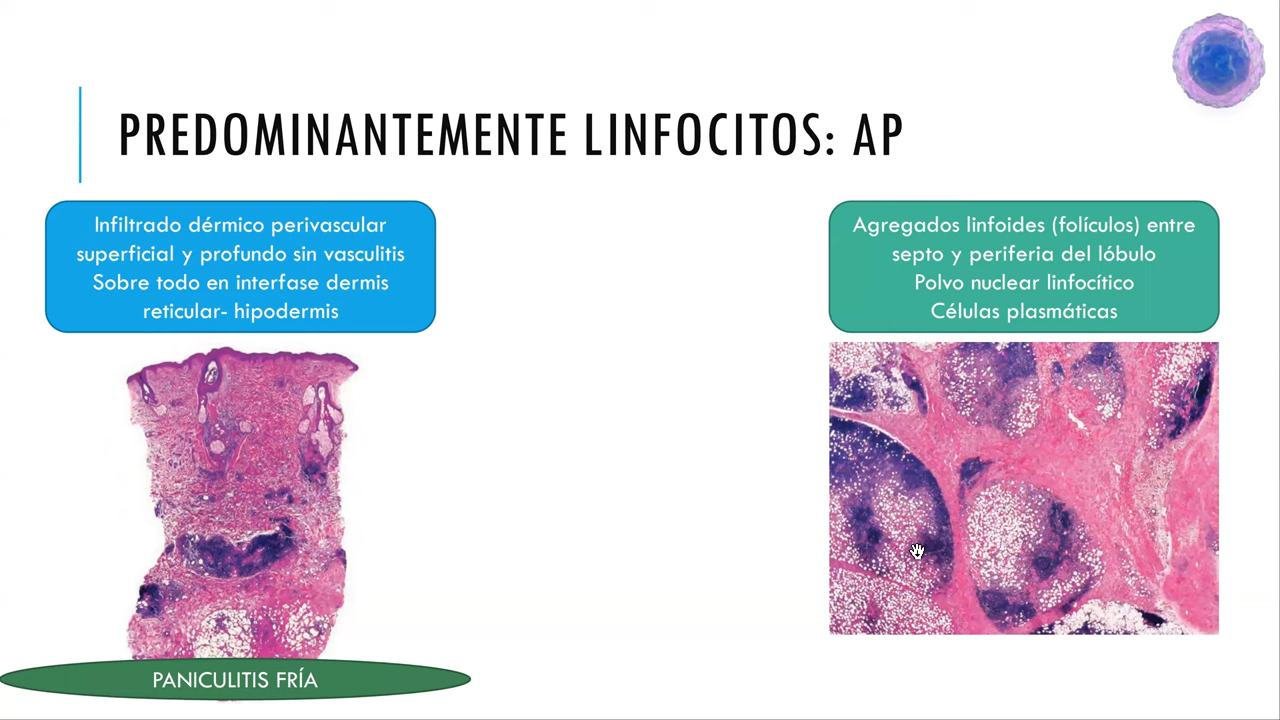 PREDOMINANTEMENTE LINFOCITOS: AP
Infiltrado dérmico perivascular
superficial y profundo sin vasculitis
Sobre todo en interfase dermis
reticular- hipodermis
Agregados linfoides (folículos) entre
septo y periferia del lóbulo
Polvo nuclear linfocítico
Células plasmáticas
PANICULITIS FRÍA